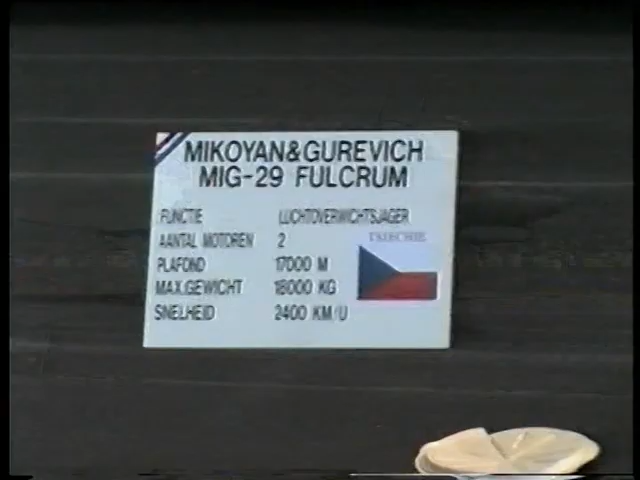 MIKOYAN&GUREVICH
MIG-29 FULCRUM
FUNCTIE LUCHTOVERWICHTSJAGER
AANTAL MOTOREN 2
TSJECHIE
PLAFOND 17000 M
MAX.GEWICHT 18000 KG
SNELHEID 2400 KM/U